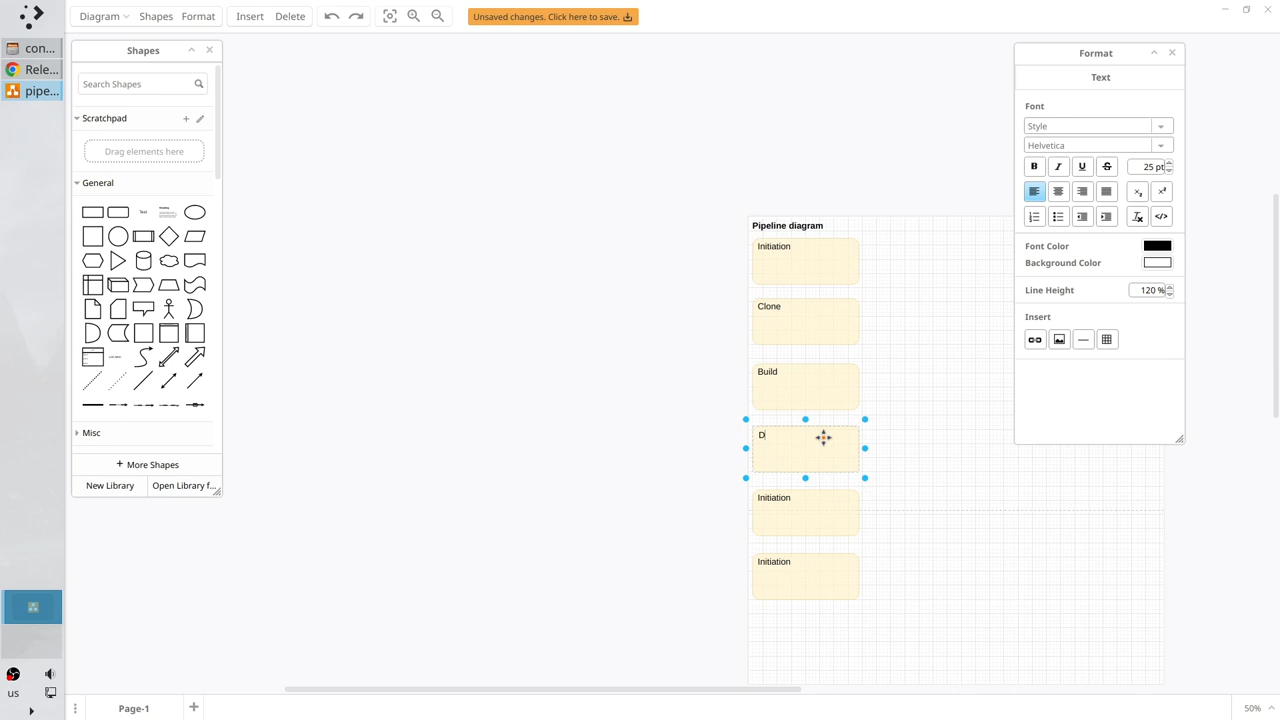 Diagram
Shapes
Format
Insert
Delete
Unsaved changes. Click here to save.
con...
Rele...
pipe...
Shapes
Search Shapes
Scratchpad
Drag elements here
General
Text
Heading
Misc
+ More Shapes
New Library
Open Library f...
Pipeline diagram
Initiation
Clone
Build
D
Initiation
Initiation
Format
Text
Font
Style
Helvetica
B
I
U
S
25 pt
Font Color
Background Color
Line Height
120 %
Insert
us
Page-1
50%